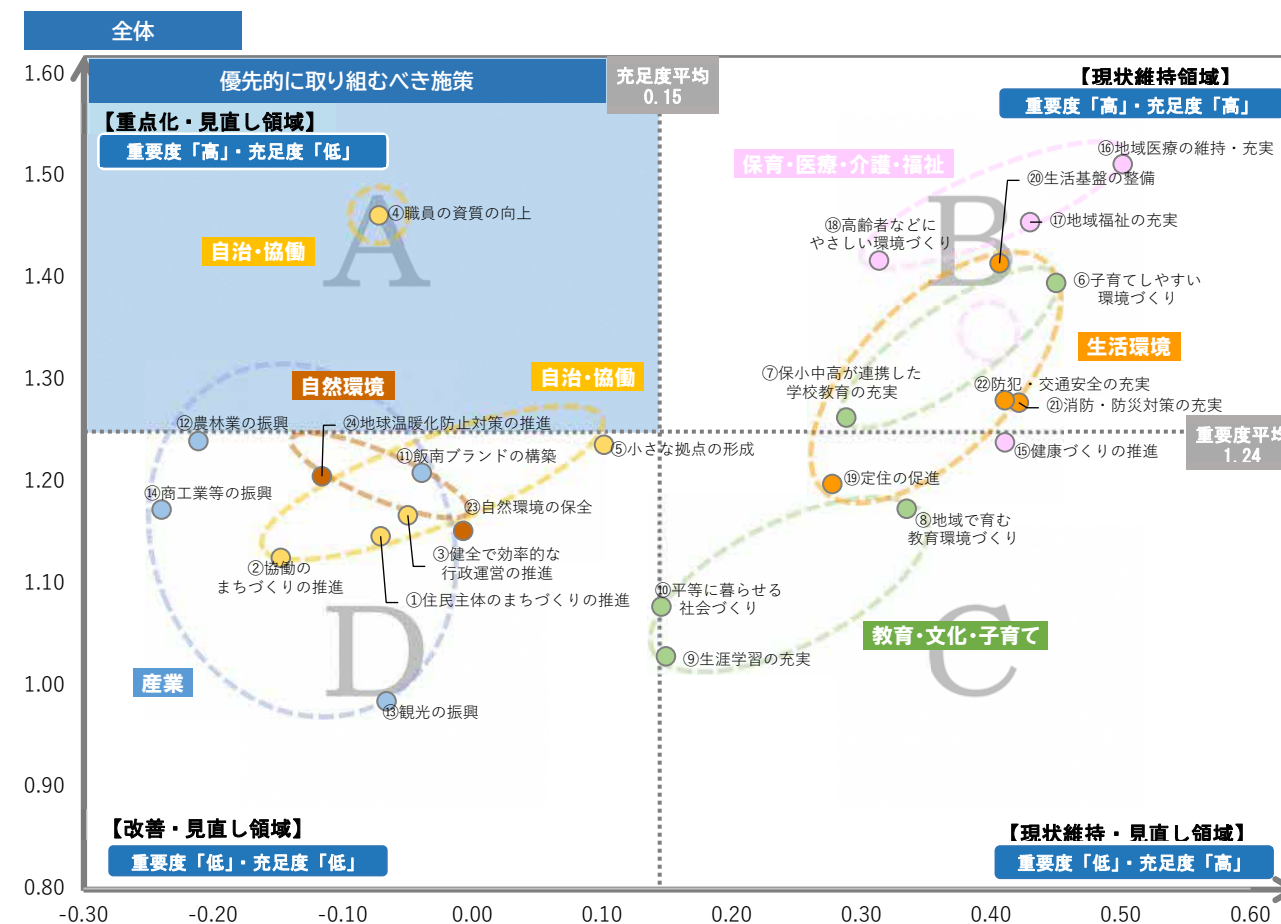 全体
1.60
優先的に取り組むべき施策
充足度平均
0.15
【現状維持領域】
重要度「高」・充足度「高」
【重点化・見直し領域】
重要度「高」・充足度「低」
⑯地域医療の維持・充実
保育・医療・介護・福祉
⑳生活基盤の整備
1.50
A
④職員の資質の向上
B
⑰地域福祉の充実
⑱高齢者などに
やさしい環境づくり
自治・協働
1.40
⑥子育てしやすい
環境づくり
生活環境
1.30
自然環境
自治・協働
⑦保小中高が連携した
学校教育の充実
㉒防犯・交通安全の充実
㉑消防・防災対策の充実
⑫農林業の振興
㉔地球温暖化防止対策の推進
重要度平均
1.24
⑪飯南ブランドの構築
⑤小さな拠点の形成
⑮健康づくりの推進
1.20
⑭商工業等の振興
⑲定住の促進
㉓自然環境の保全
⑧地域で育む
教育環境づくり
③健全で効率的な
行政運営の推進
②協働の
まちづくりの推進
1.10
①住民主体のまちづくりの推進
⑩平等に暮らせる
社会づくり
D
C
教育・文化・子育て
⑨生涯学習の充実
1.00
産業
⑬観光の振興
0.90
【改善・見直し領域】
重要度「低」・充足度「低」
【現状維持・見直し領域】
重要度「低」・充足度「高」
0.80
-0.30
-0.20
-0.10
0.00
0.10
0.20
0.30
0.40
0.50
0.60